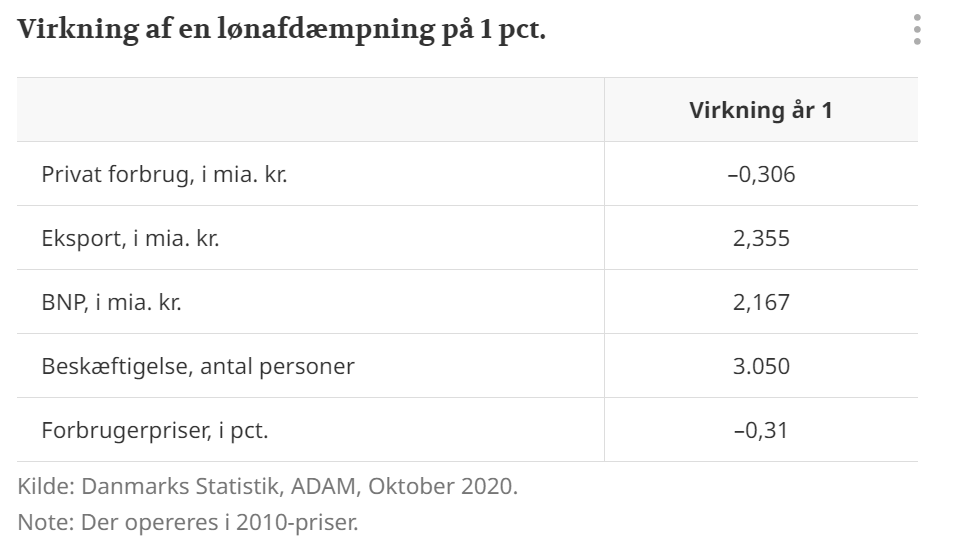 Virkning af en lønafdæmpning på 1 pct.
Virkning år 1
Privat forbrug, i mia. kr. –0,306
Eksport, i mia. kr. 2,355
BNP, i mia. kr. 2,167
Beskæftigelse, antal personer 3.050
Forbrugerpriser, i pct. –0,31
Kilde: Danmarks Statistik, ADAM, Oktober 2020.
Note: Der opereres i 2010-priser.